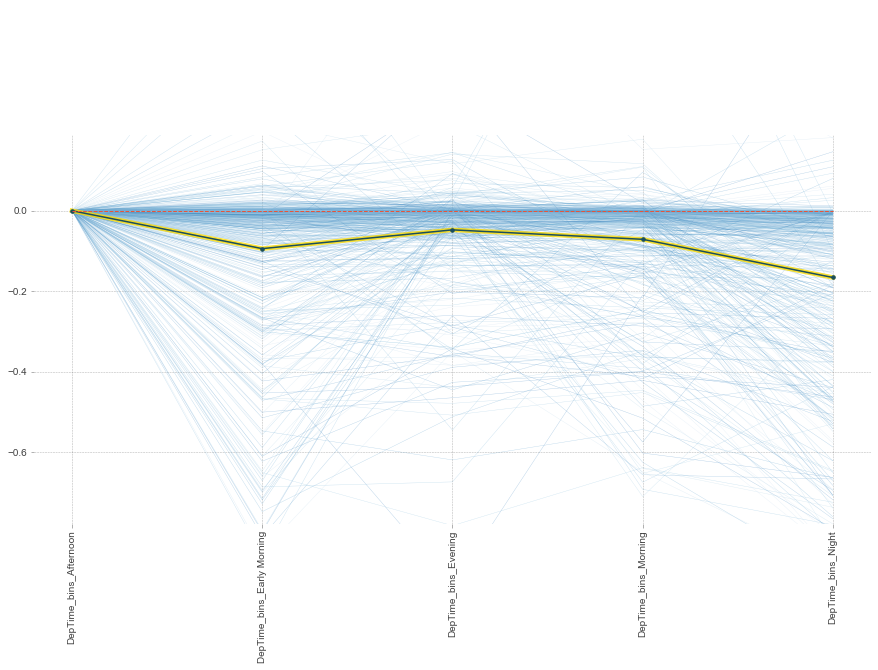 0.0
−0.2
−0.4
−0.6
DepTime_bins_Afternoon
DepTime_bins_Early Morning
DepTime_bins_Evening
DepTime_bins_Morning
DepTime_bins_Night